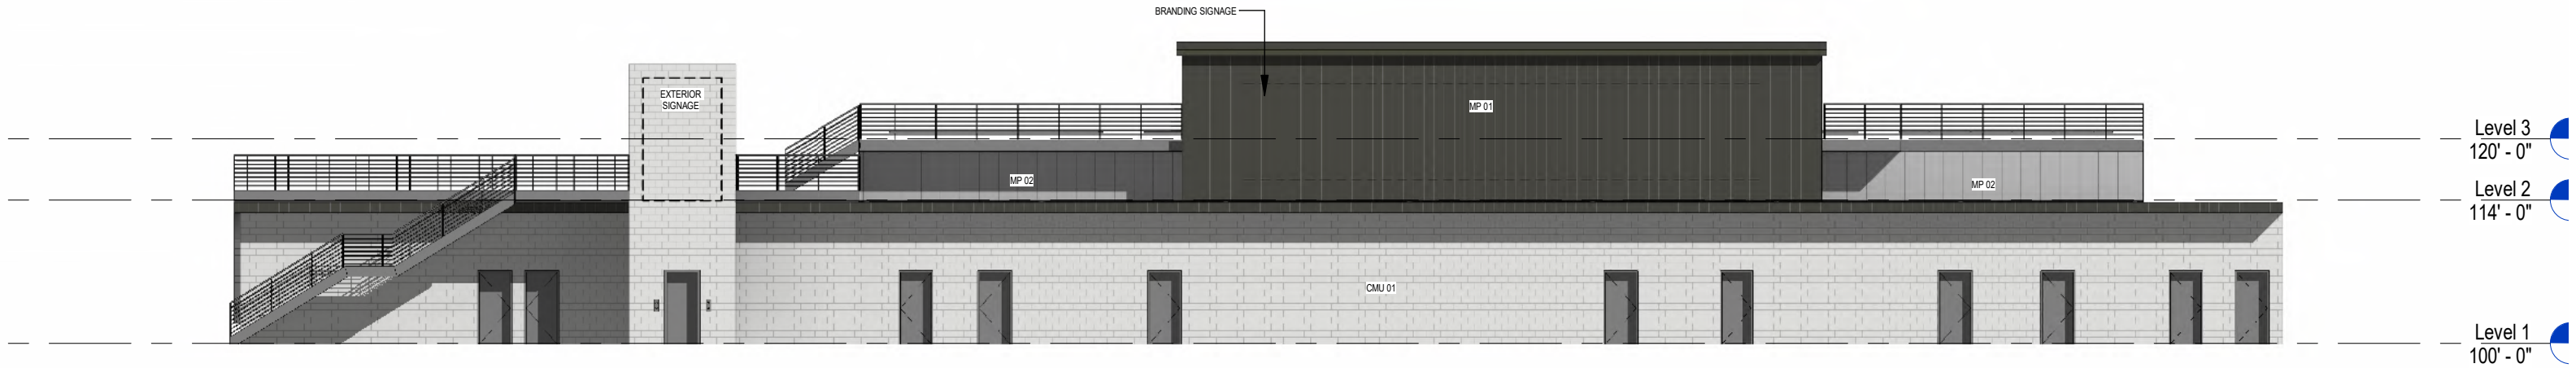 BRANDING SIGNAGE
EXTERIOR
SIGNAGE
MP 01
Level 3
120' - 0"
MP 02
MP 02
Level 2
114' - 0"
CMU 01
Level 1
100' - 0"